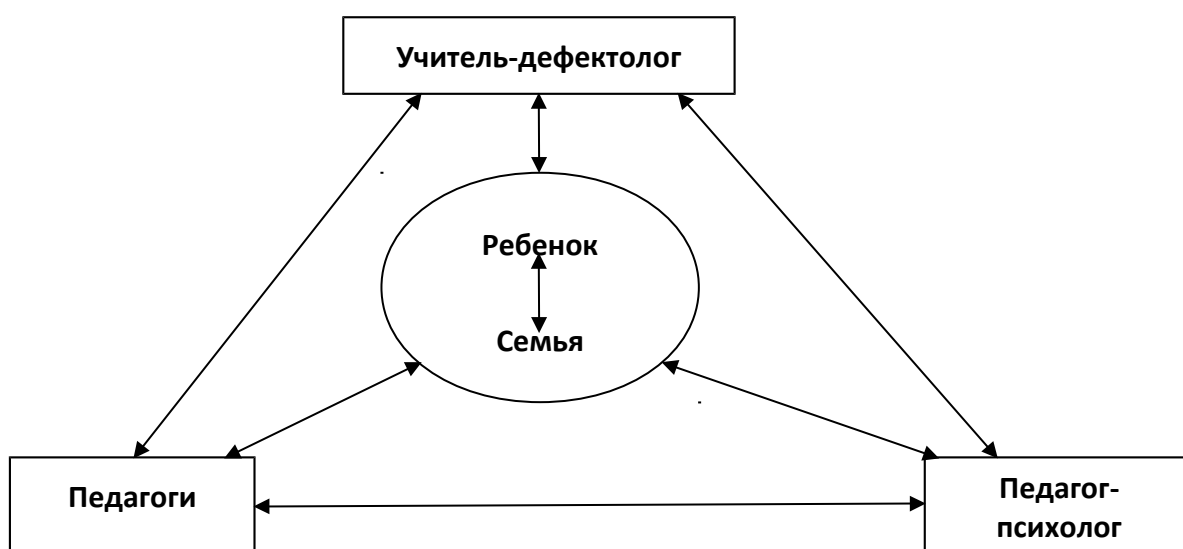 Учитель-дефектолог
Ребенок
Семья
Педагоги
Педагог-
психолог